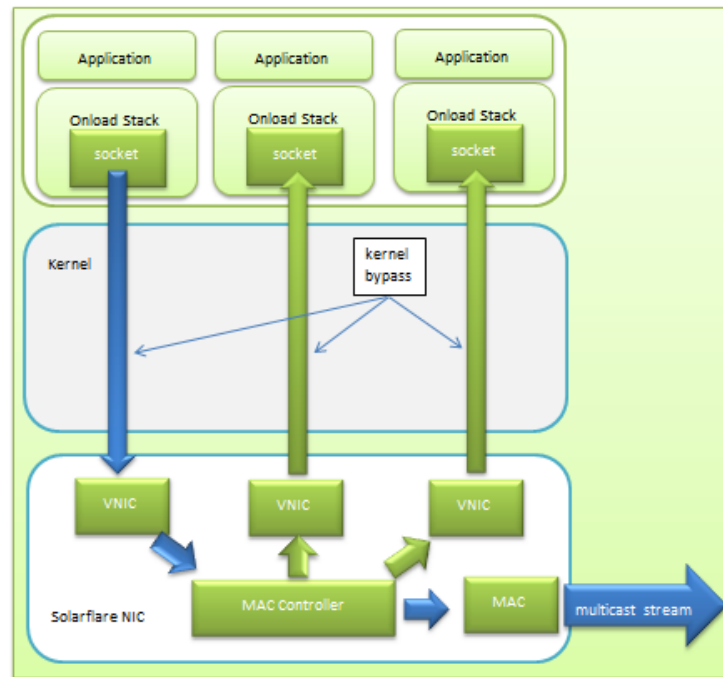 Application
Application
Application
Onload Stack
Onload Stack
Onload Stack
socket
socket
socket
Kernel
kernel
bypass
VNIC
VNIC
VNIC
MAC Controller
MAC
multicast stream
Solarflare NIC